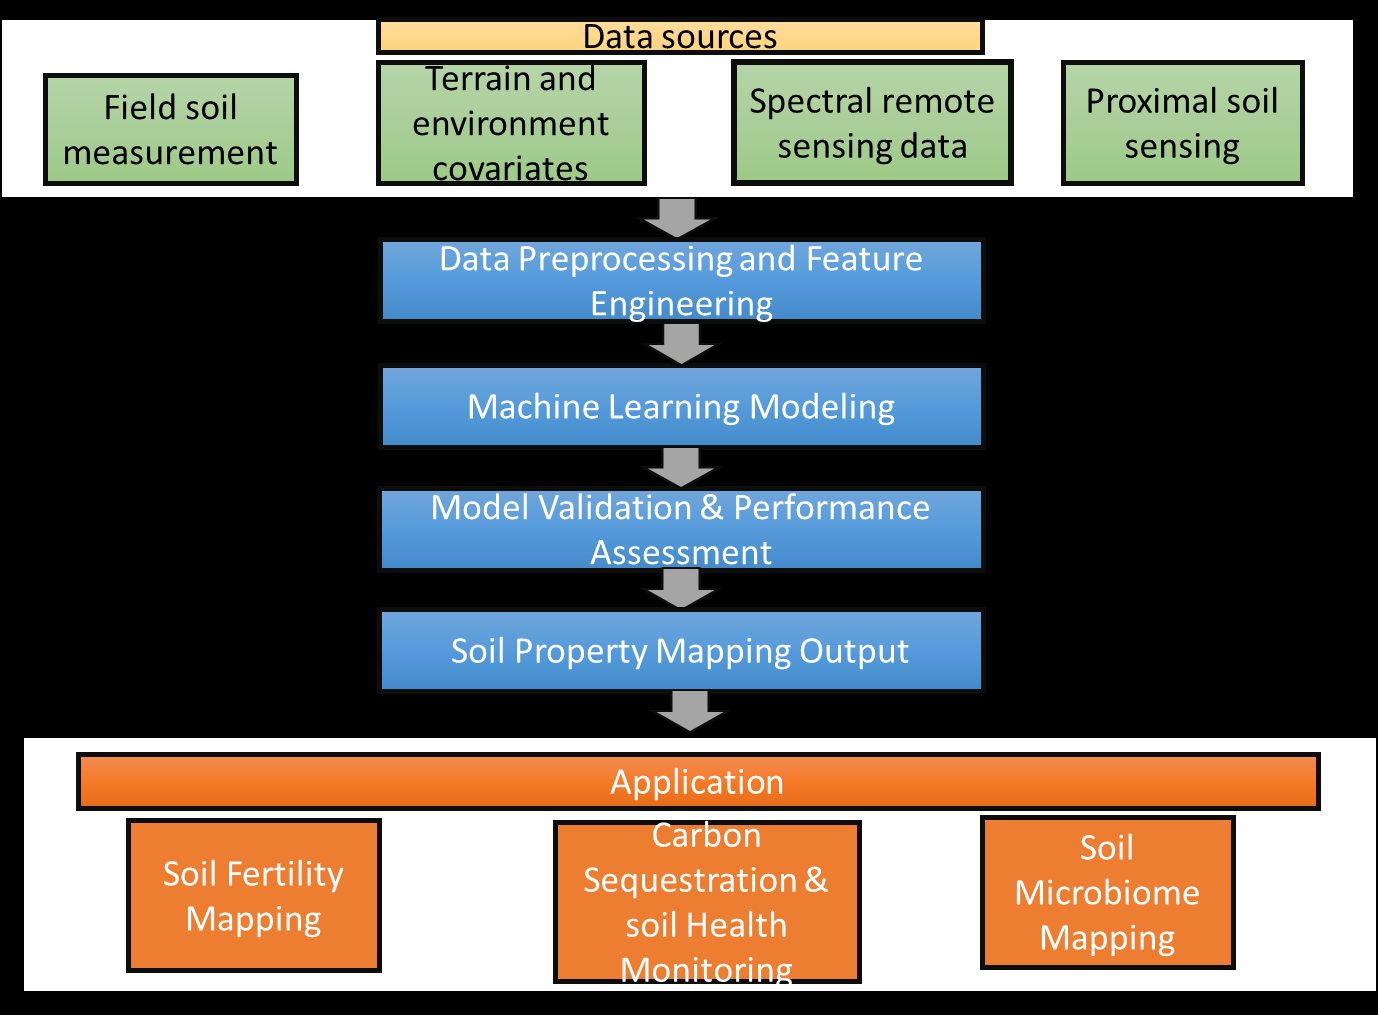 Data sources
Field soil
measurement
Terrain and
environment
covariates
Spectral remote
sensing data
Proximal soil
sensing
Data Preprocessing and Feature
Engineering
Machine Learning Modeling
Model Validation & Performance
Assessment
Soil Property Mapping Output
Application
Soil Fertility
Mapping
Carbon
Sequestration &
soil Health
Monitoring
Soil
Microbiome
Mapping